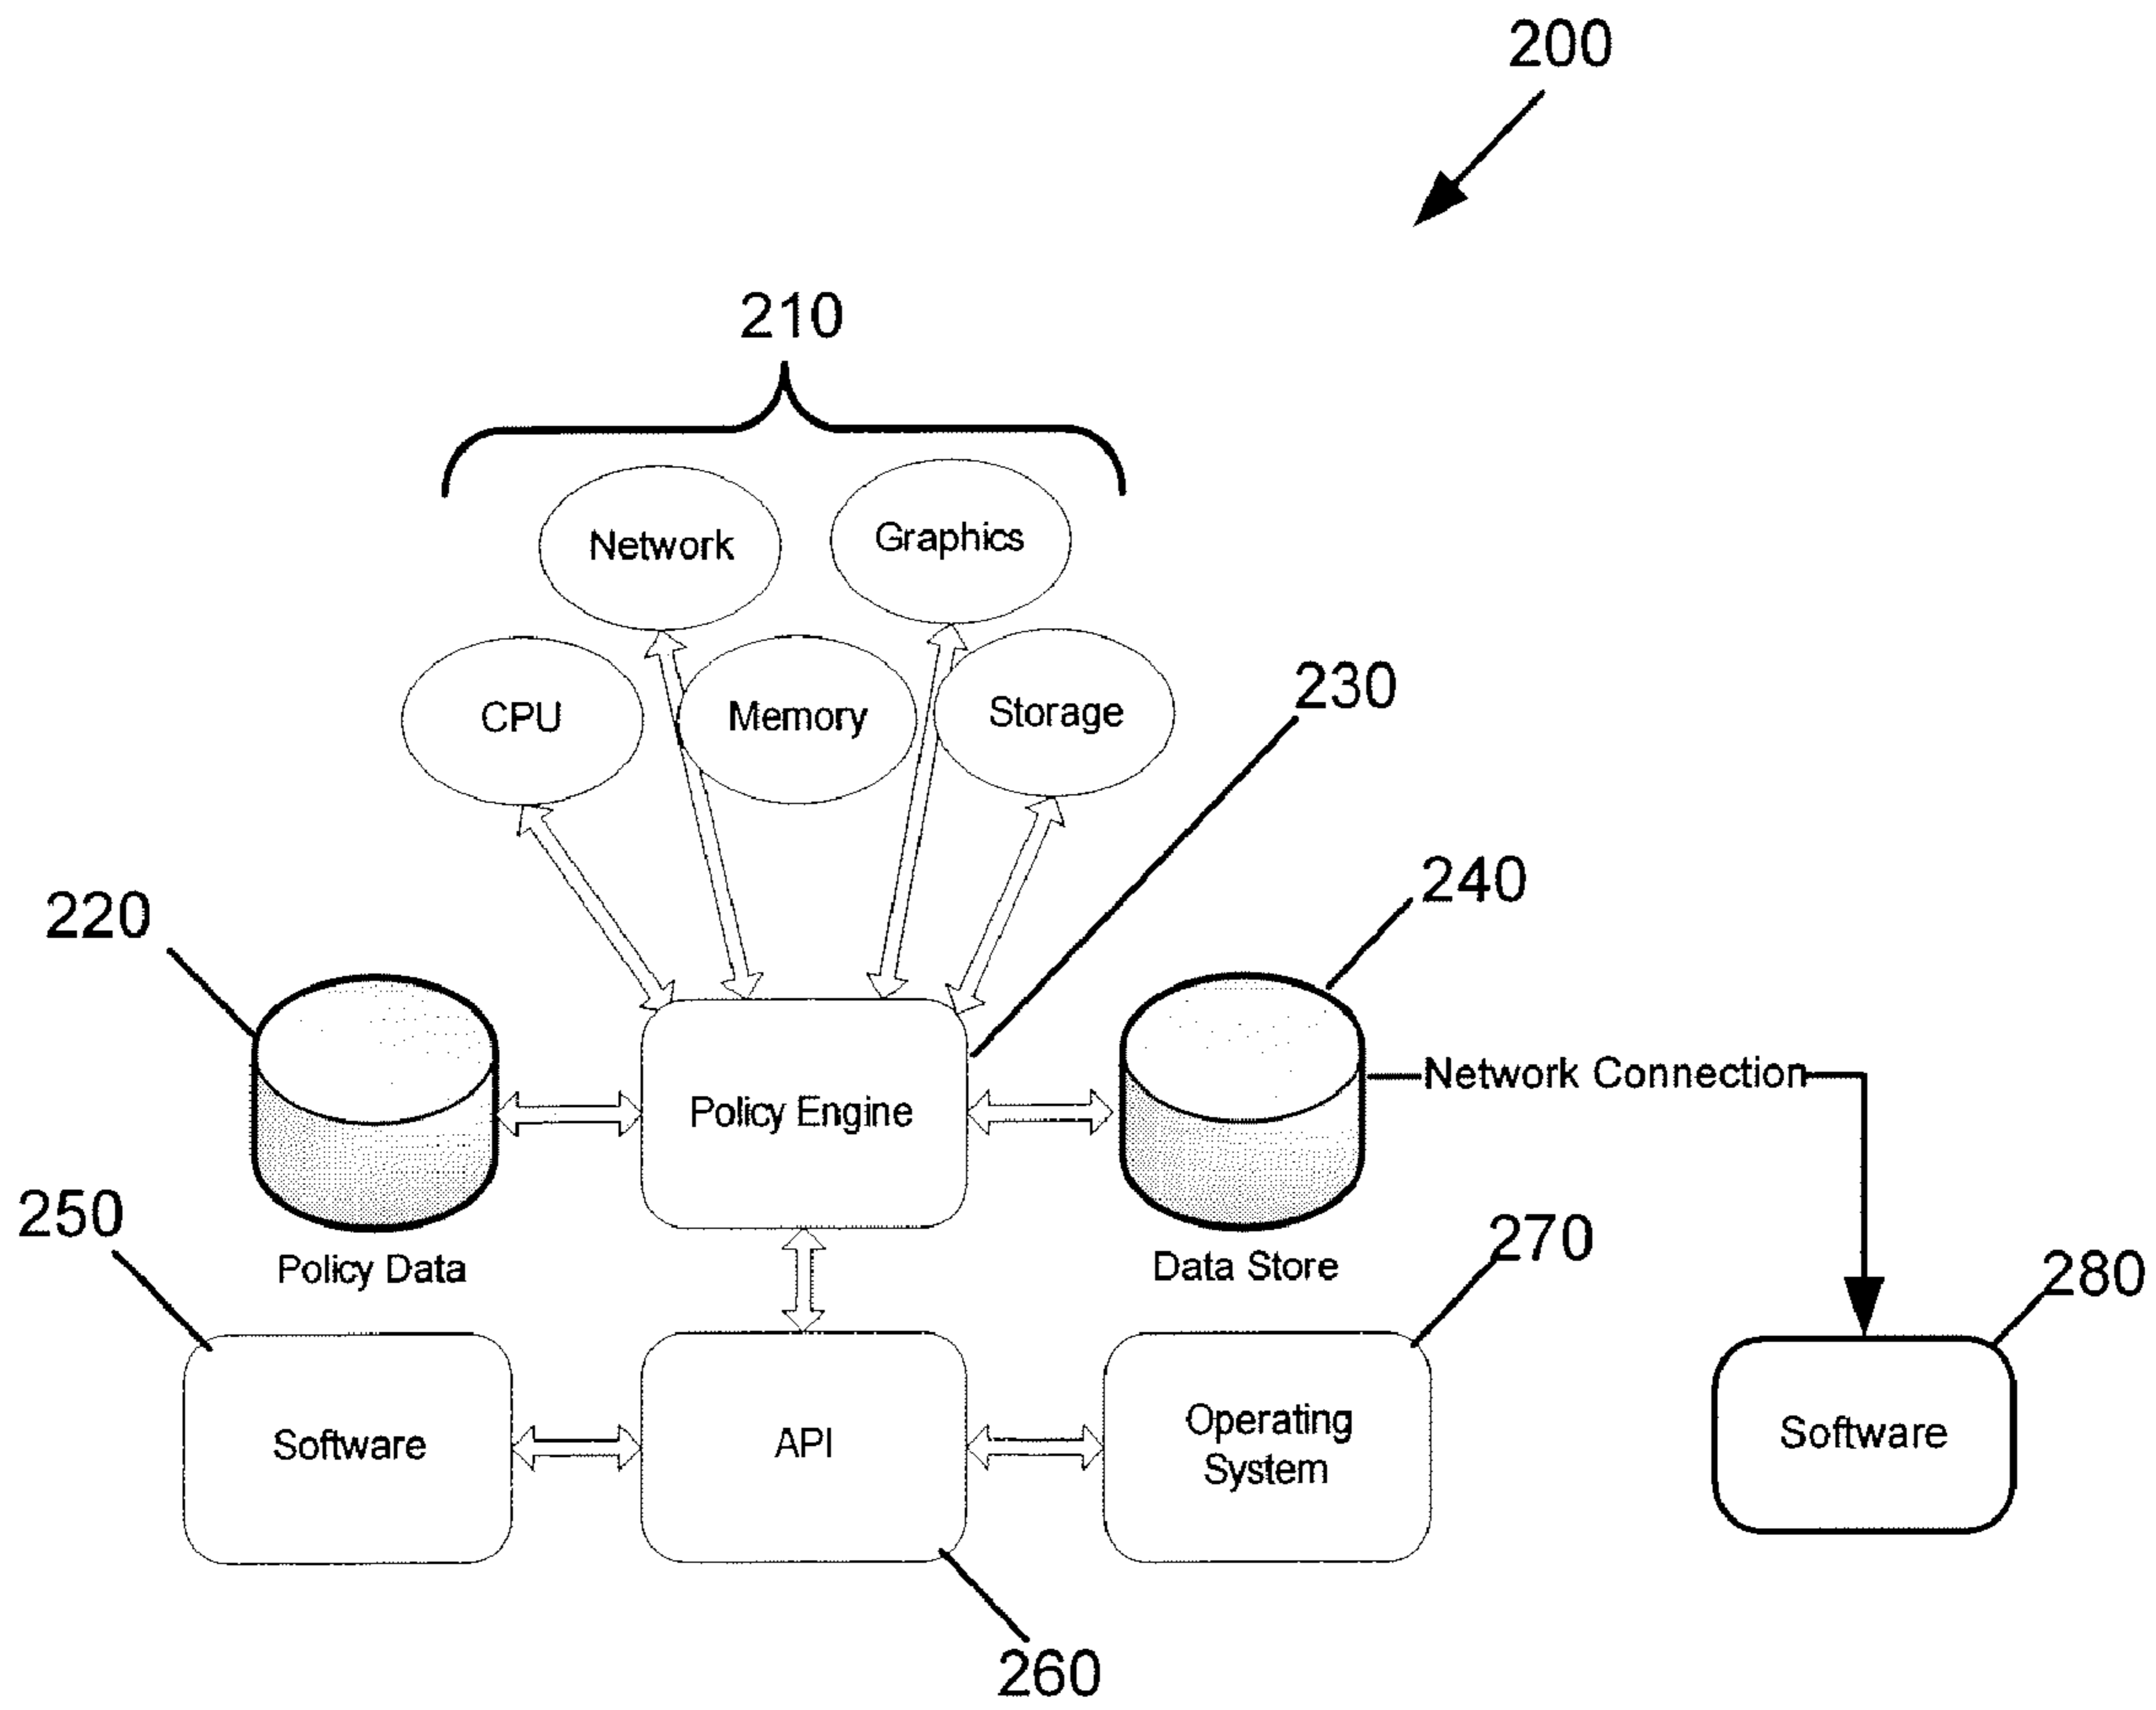 200
210
Network
Graphics
CPU
Memory
Storage
230
240
220
Policy Engine
Network Connection
250
Policy Data
Data Store
270
280
Software
API
Operating
System
Software
260